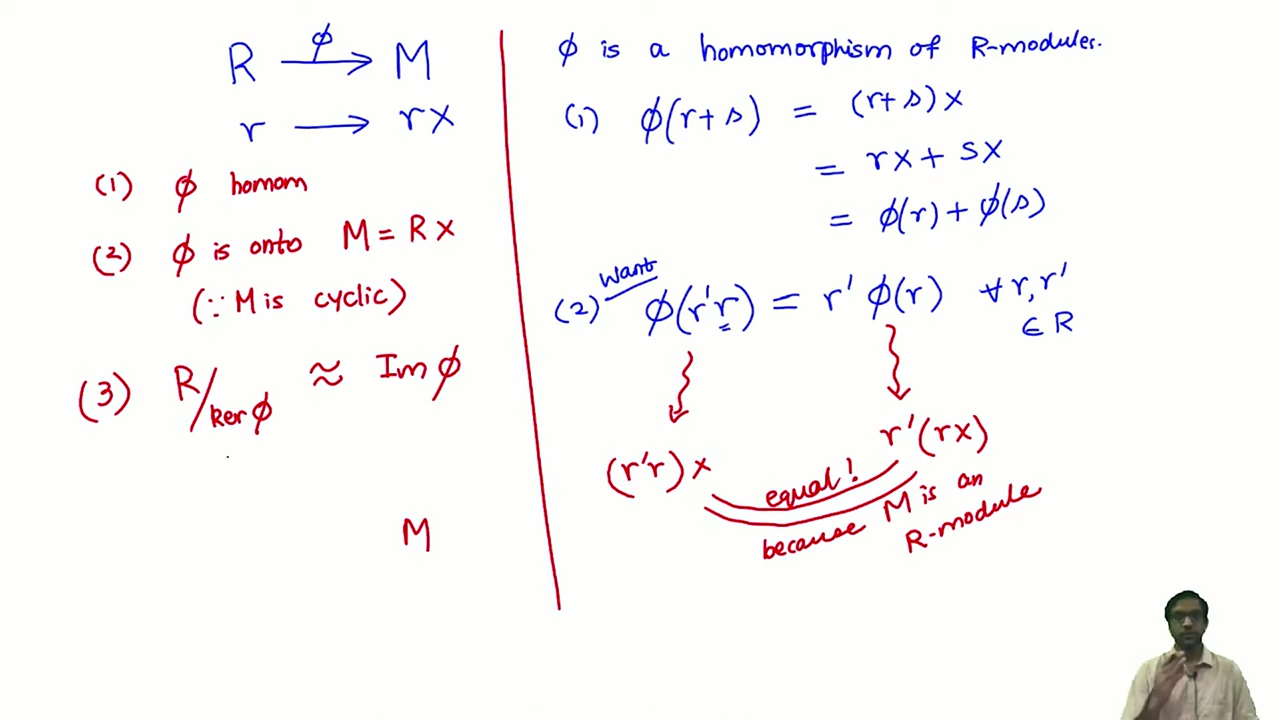 R —ϕ→ M
r ⟶ rx
(1) ϕ homom
(2) ϕ is onto M = Rx
(∵ M is cyclic)
(3) R/ker ϕ ≈ Im ϕ
M
ϕ is a homomorphism of R-modules.
(1) ϕ(r+s) = (r+s)x
= rx + sx
= ϕ(r) + ϕ(s)
(2) want ϕ(r'r) = r' ϕ(r) ∀ r, r'
∈ R
(r'r)x
r'(rx)
equal!
because M is an
R-module